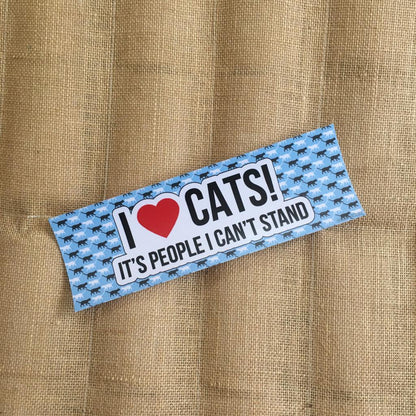 I ❤ CATS!
IT'S PEOPLE I CAN'T STAND